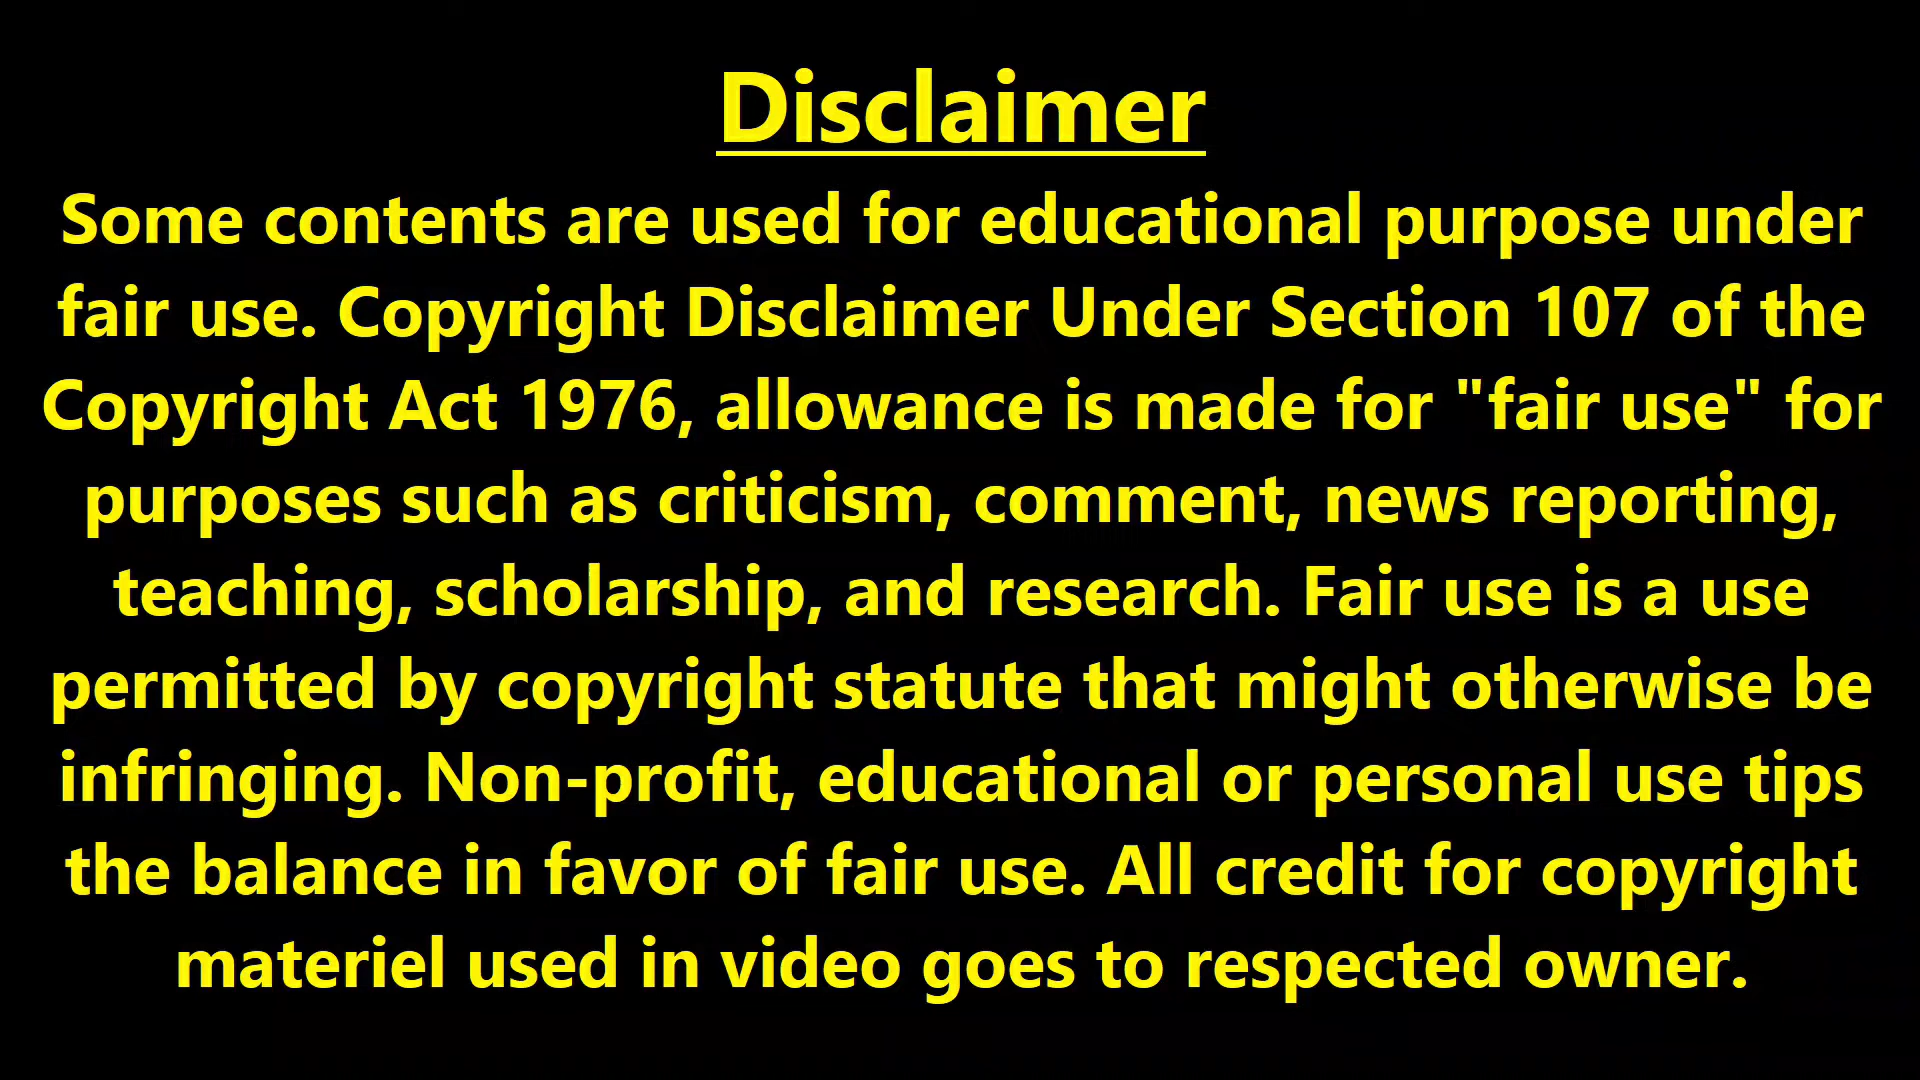 Disclaimer
Some contents are used for educational purpose under
fair use. Copyright Disclaimer Under Section 107 of the
Copyright Act 1976, allowance is made for "fair use" for
purposes such as criticism, comment, news reporting,
teaching, scholarship, and research. Fair use is a use
permitted by copyright statute that might otherwise be
infringing. Non-profit, educational or personal use tips
the balance in favor of fair use. All credit for copyright
materiel used in video goes to respected owner.